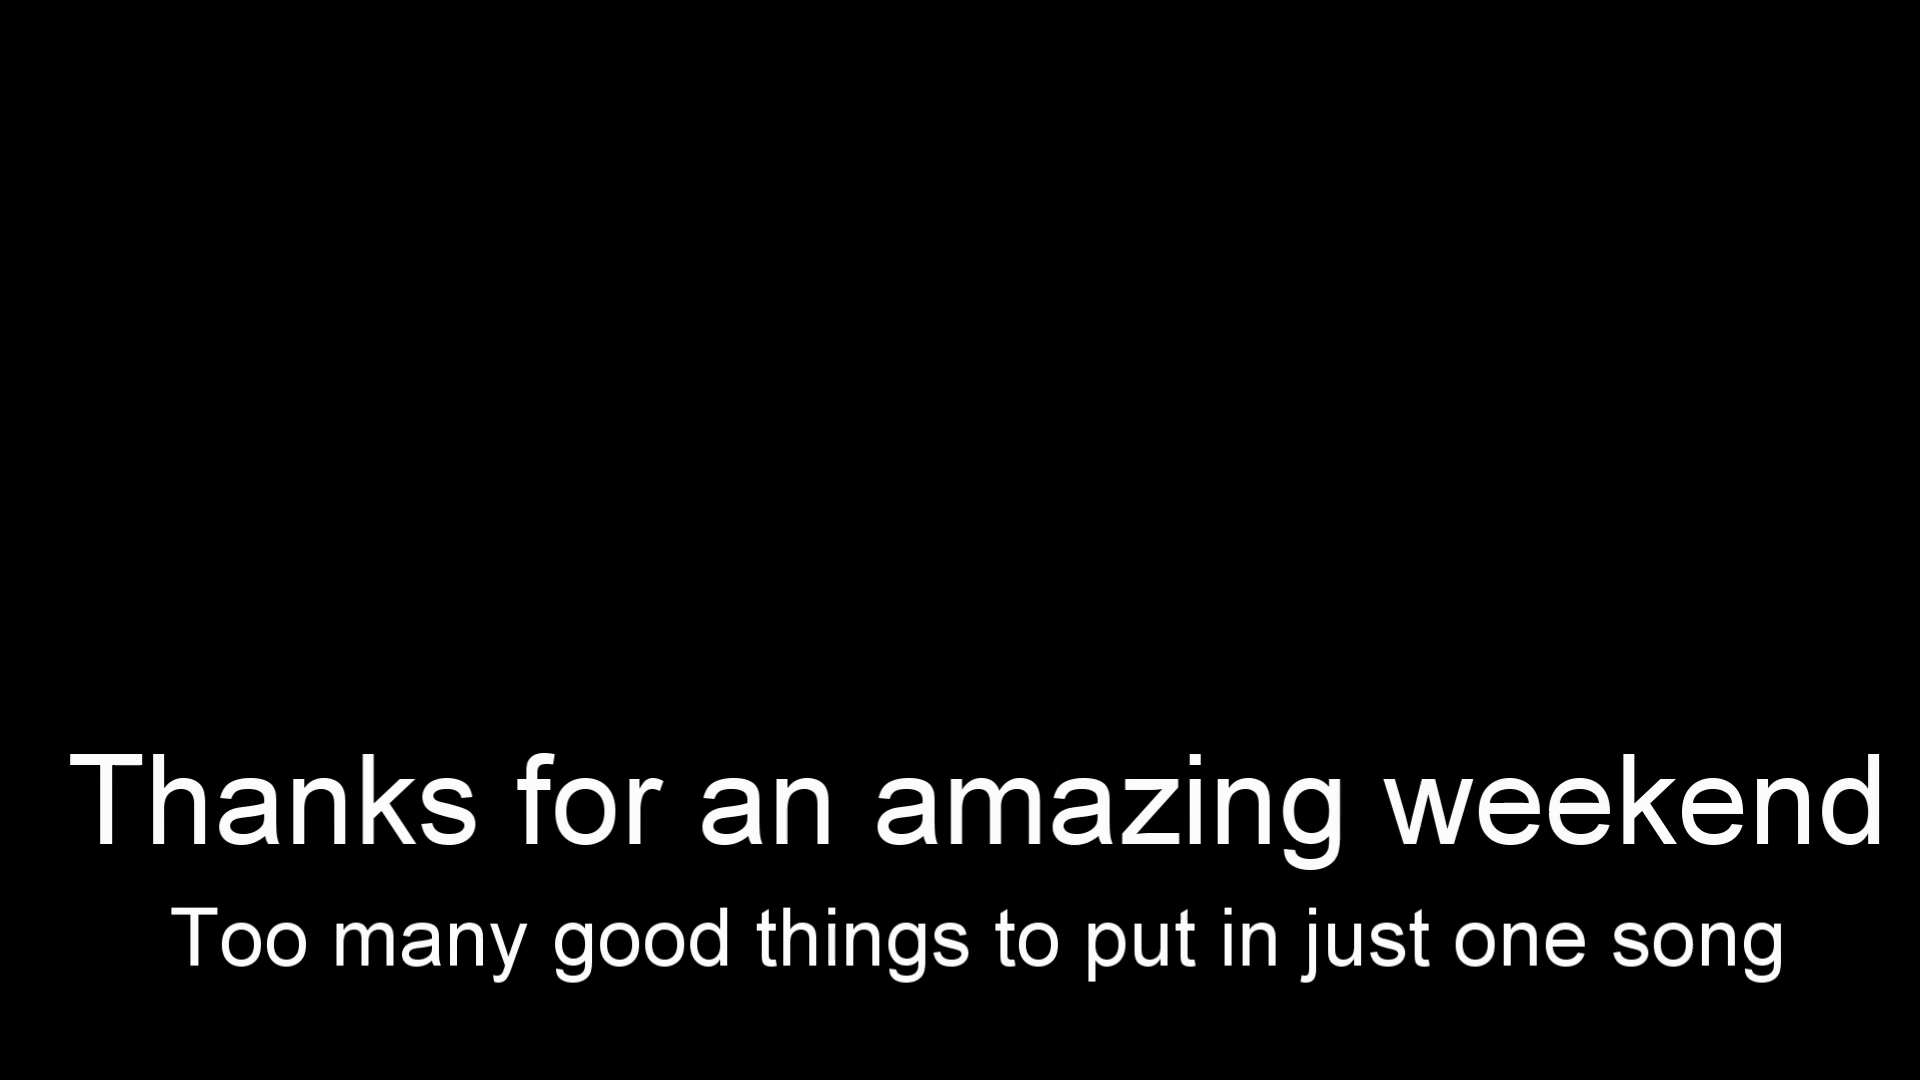 Thanks for an amazing weekend
Too many good things to put in just one song